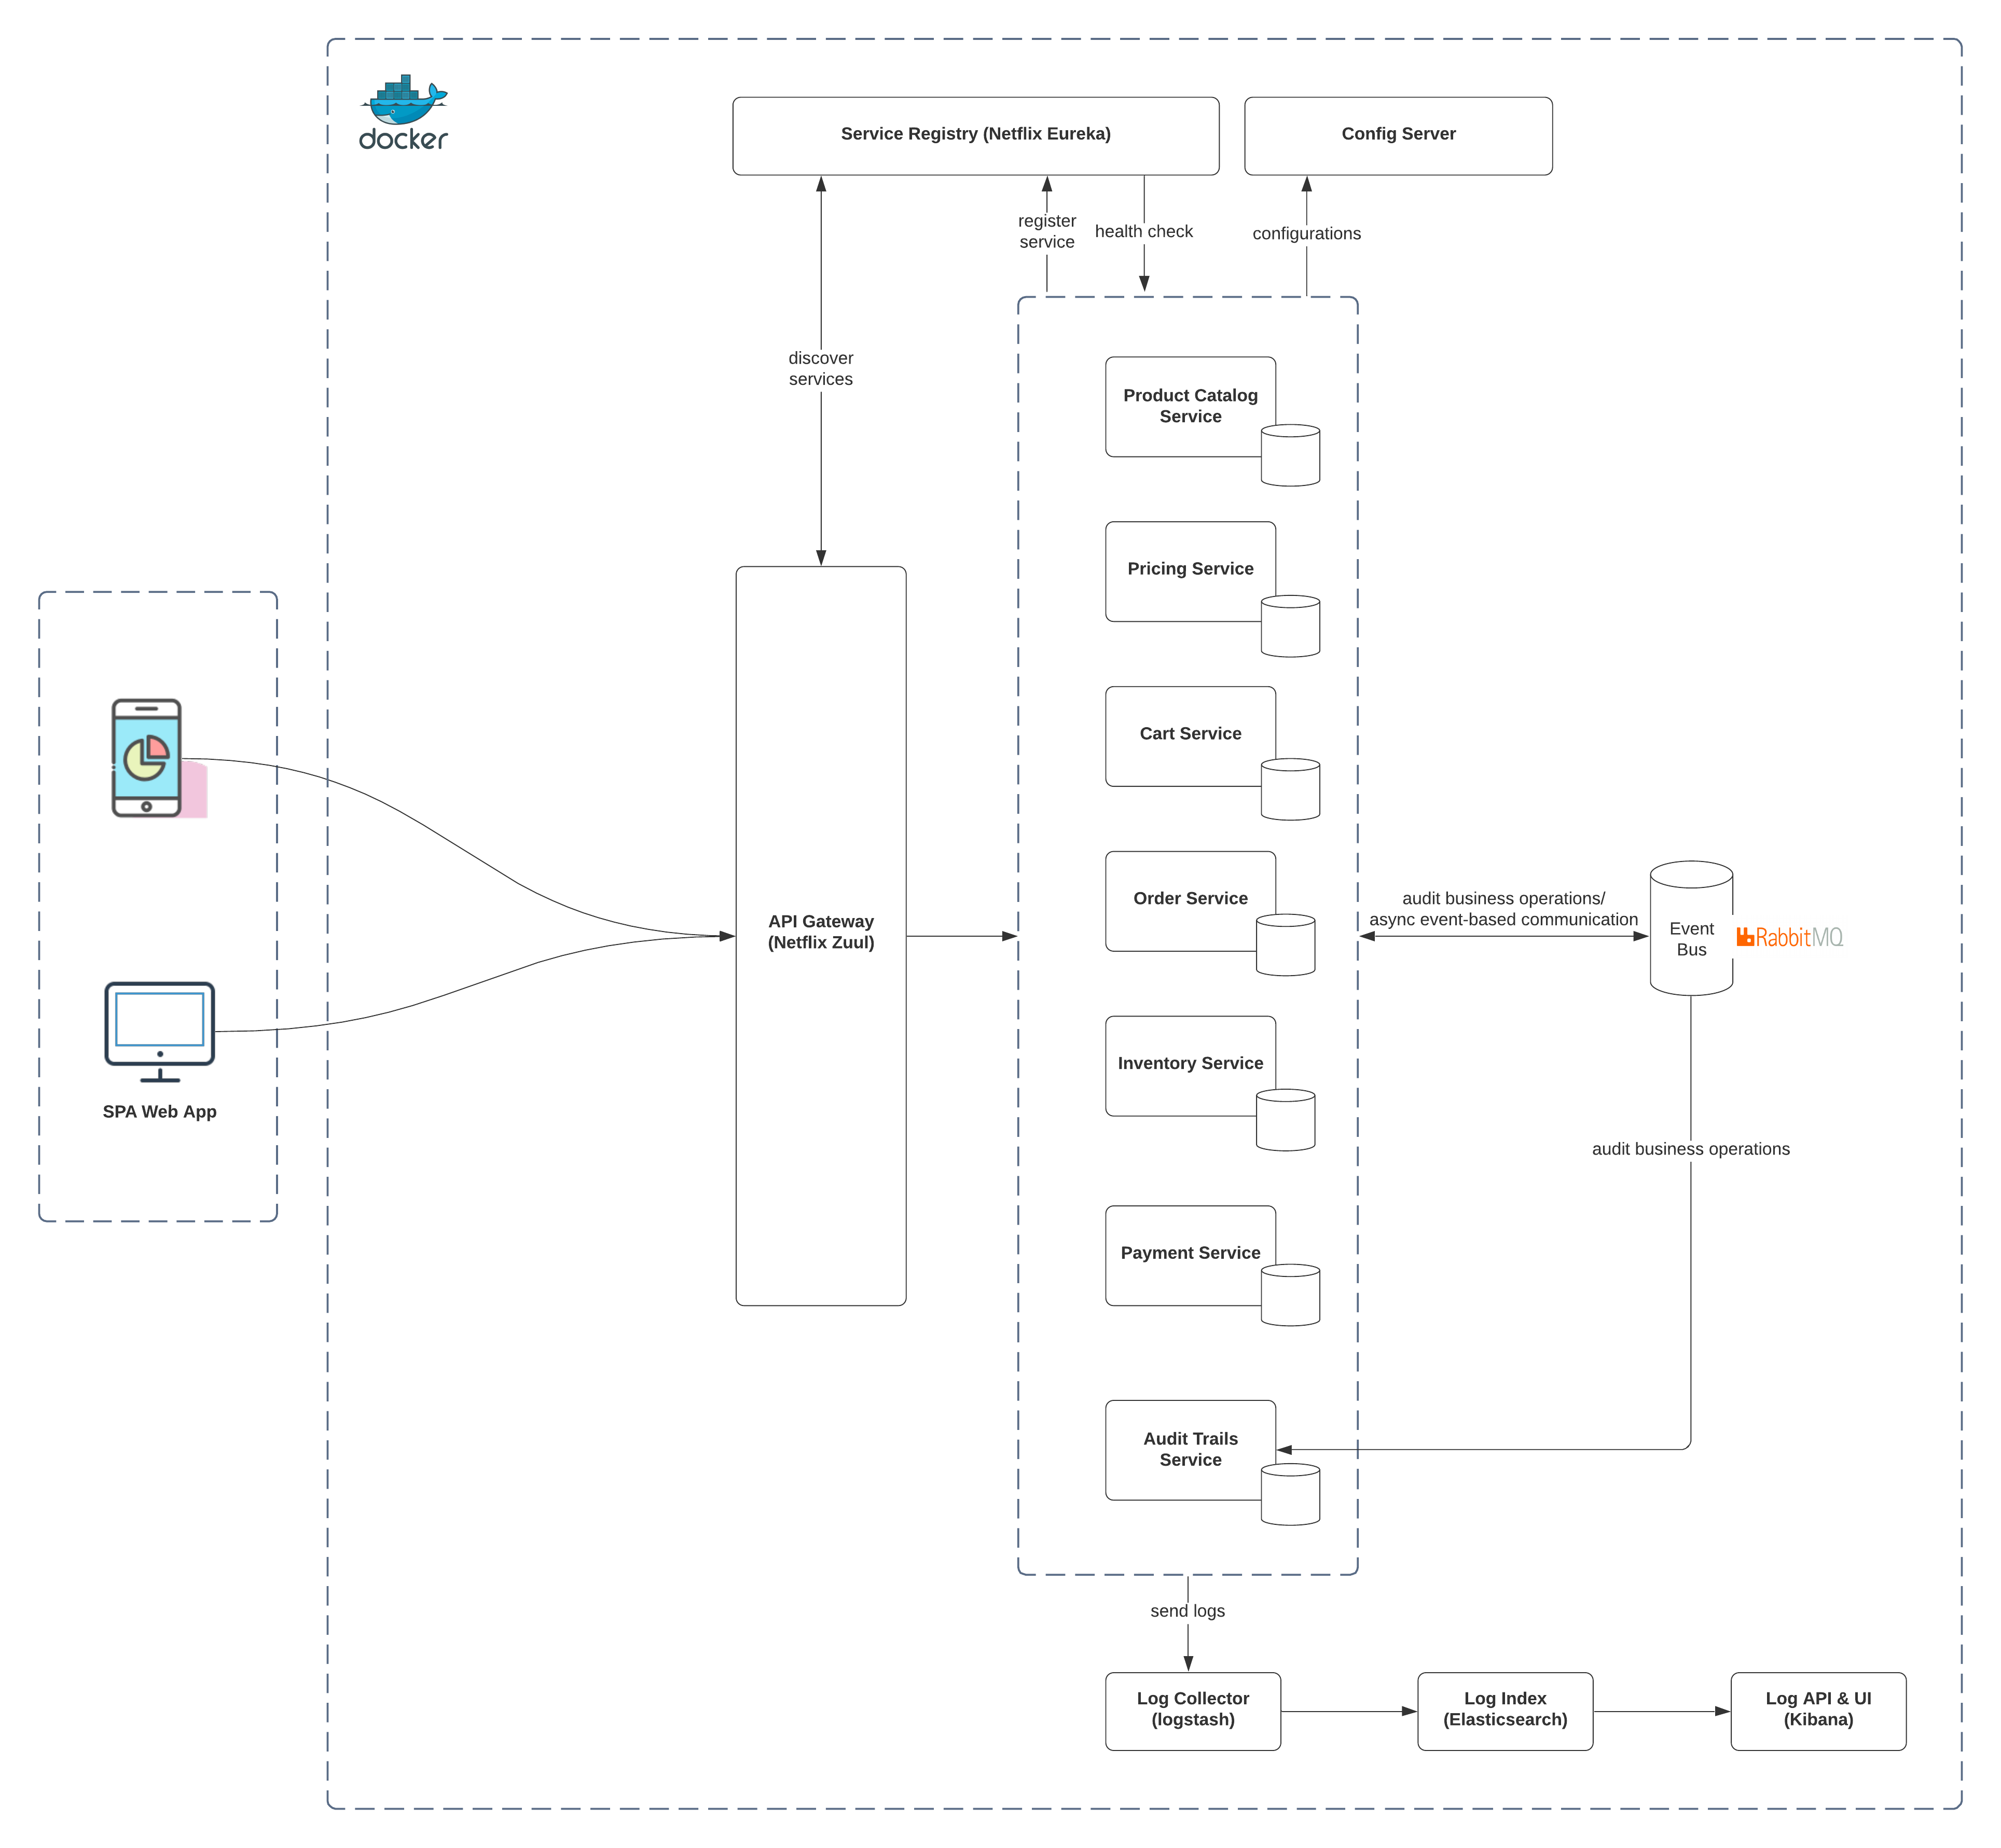 docker
Service Registry (Netflix Eureka)
Config Server
register
service
health check
configurations
discover
services
Product Catalog
Service
Pricing Service
Cart Service
Order Service
Inventory Service
Payment Service
Audit Trails
Service
API Gateway
(Netflix Zuul)
SPA Web App
audit business operations/
async event-based communication
Event
Bus
RabbitMQ
audit business operations
send logs
Log Collector
(logstash)
Log Index
(Elasticsearch)
Log API & UI
(Kibana)